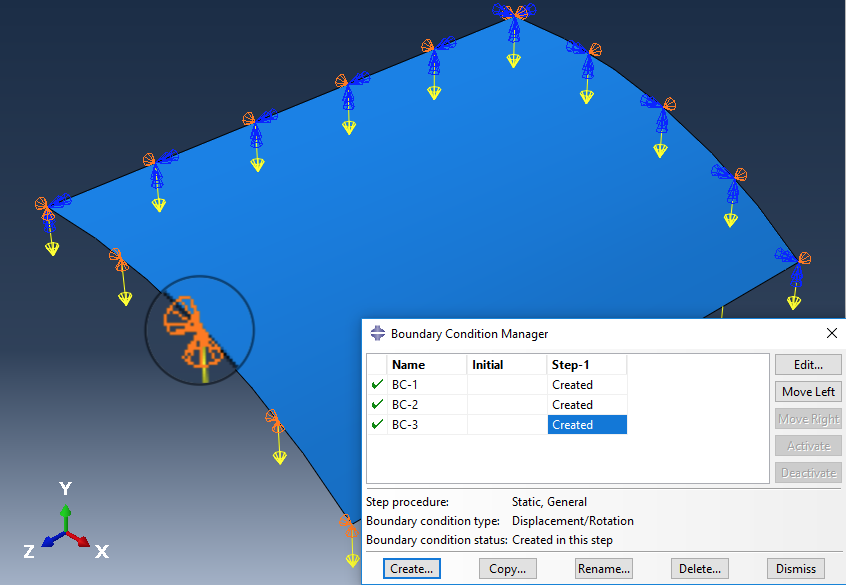 Boundary Condition Manager
Name Initial Step-1
BC-1 Created
BC-2 Created
BC-3 Created
Edit...
Move Left
Move Right
Activate
Deactivate
Step procedure: Static, General
Boundary condition type: Displacement/Rotation
Boundary condition status: Created in this step
Create... Copy... Rename... Delete... Dismiss
Y
Z X